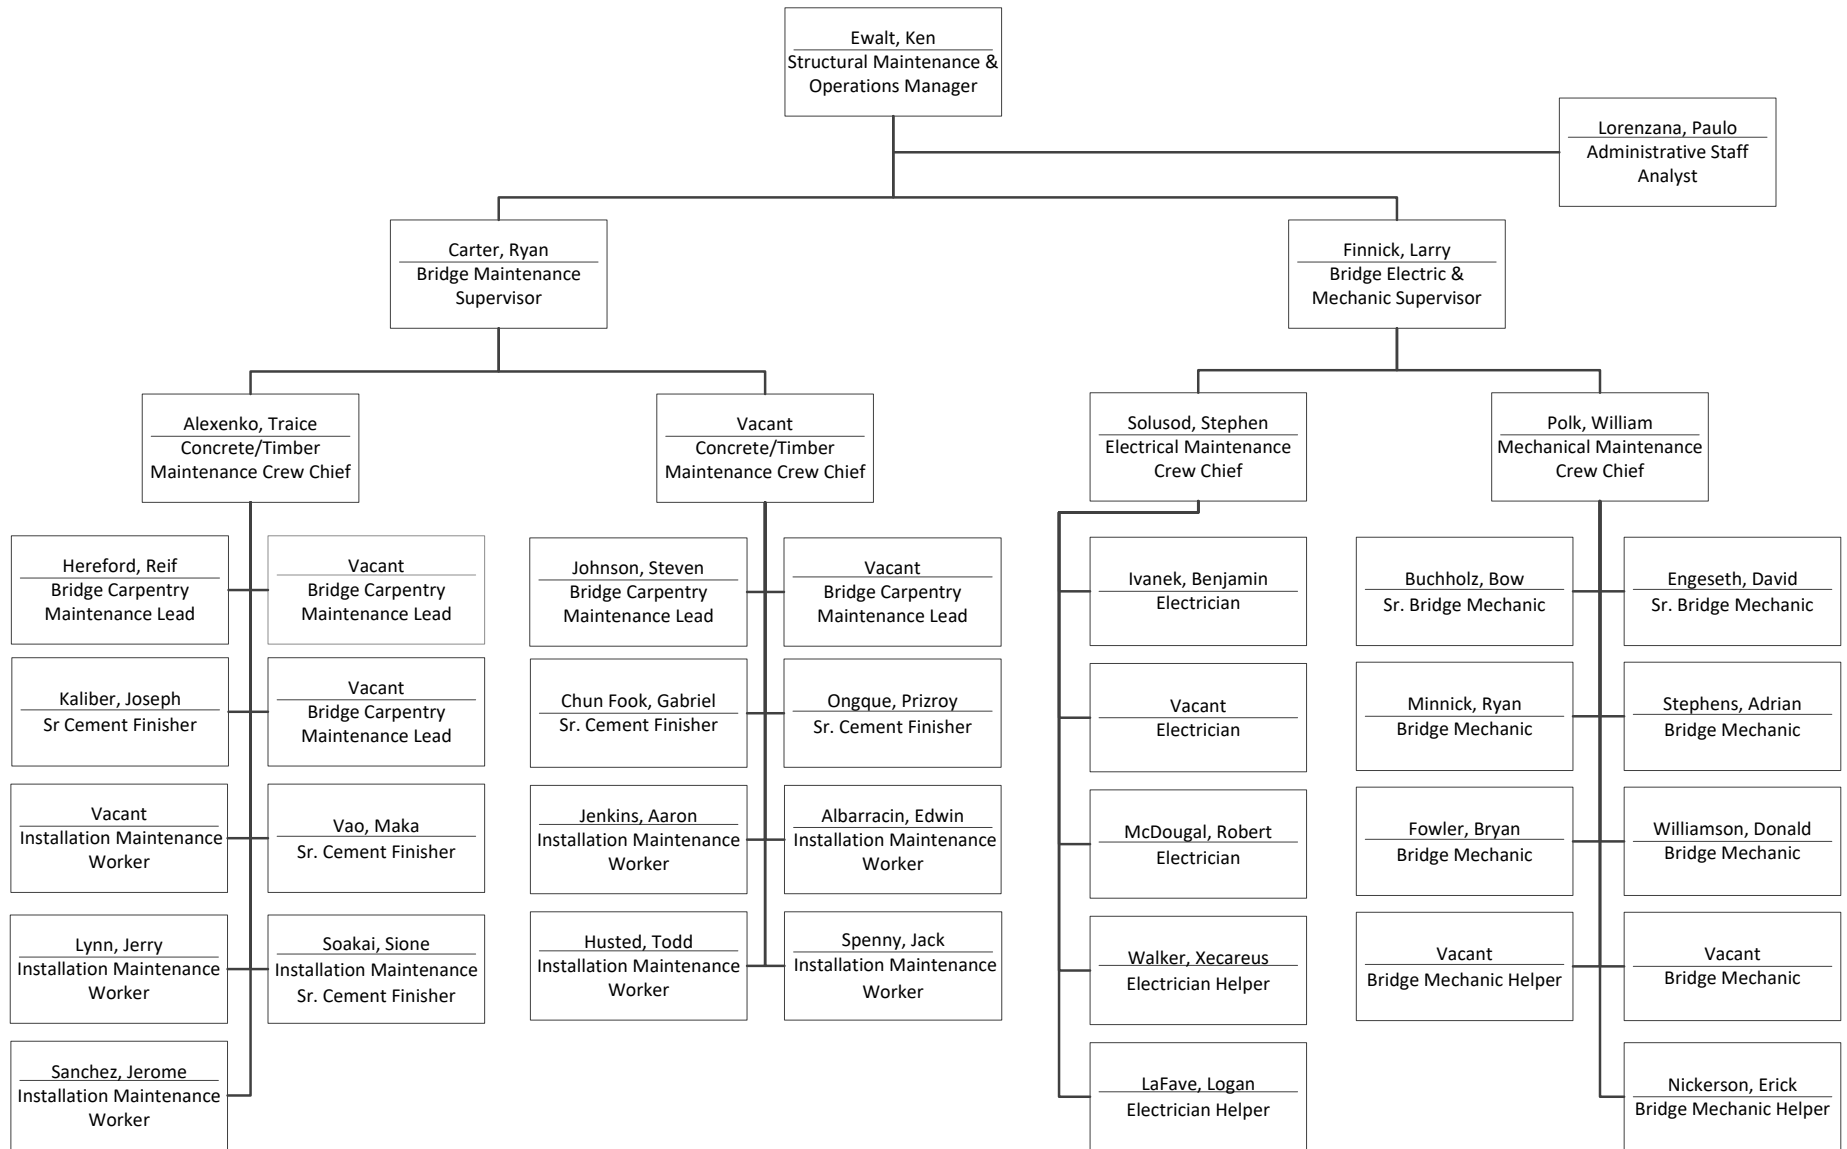 Ewalt, Ken
Structural Maintenance &
Operations Manager
Lorenzana, Paulo
Administrative Staff
Analyst
Carter, Ryan
Bridge Maintenance
Supervisor
Finnick, Larry
Bridge Electric &
Mechanic Supervisor
Alexenko, Traice
Concrete/Timber
Maintenance Crew Chief
Vacant
Concrete/Timber
Maintenance Crew Chief
Solusod, Stephen
Electrical Maintenance
Crew Chief
Polk, William
Mechanical Maintenance
Crew Chief
Hereford, Reif
Bridge Carpentry
Maintenance Lead
Vacant
Bridge Carpentry
Maintenance Lead
Johnson, Steven
Bridge Carpentry
Maintenance Lead
Vacant
Bridge Carpentry
Maintenance Lead
Ivanek, Benjamin
Electrician
Buchholz, Bow
Sr. Bridge Mechanic
Engeseth, David
Sr. Bridge Mechanic
Kaliber, Joseph
Sr Cement Finisher
Vacant
Bridge Carpentry
Maintenance Lead
Chun Fook, Gabriel
Sr. Cement Finisher
Ongque, Prizroy
Sr. Cement Finisher
Vacant
Electrician
Minnick, Ryan
Bridge Mechanic
Stephens, Adrian
Bridge Mechanic
Vacant
Installation Maintenance
Worker
Vao, Maka
Sr. Cement Finisher
Jenkins, Aaron
Installation Maintenance
Worker
Albarracin, Edwin
Installation Maintenance
Worker
McDougal, Robert
Electrician
Fowler, Bryan
Bridge Mechanic
Williamson, Donald
Bridge Mechanic
Lynn, Jerry
Installation Maintenance
Worker
Soakai, Sione
Installation Maintenance
Sr. Cement Finisher
Husted, Todd
Installation Maintenance
Worker
Spenny, Jack
Installation Maintenance
Worker
Walker, Xecareus
Electrician Helper
Vacant
Bridge Mechanic Helper
Vacant
Bridge Mechanic
Sanchez, Jerome
Installation Maintenance
Worker
LaFave, Logan
Electrician Helper
Nickerson, Erick
Bridge Mechanic Helper